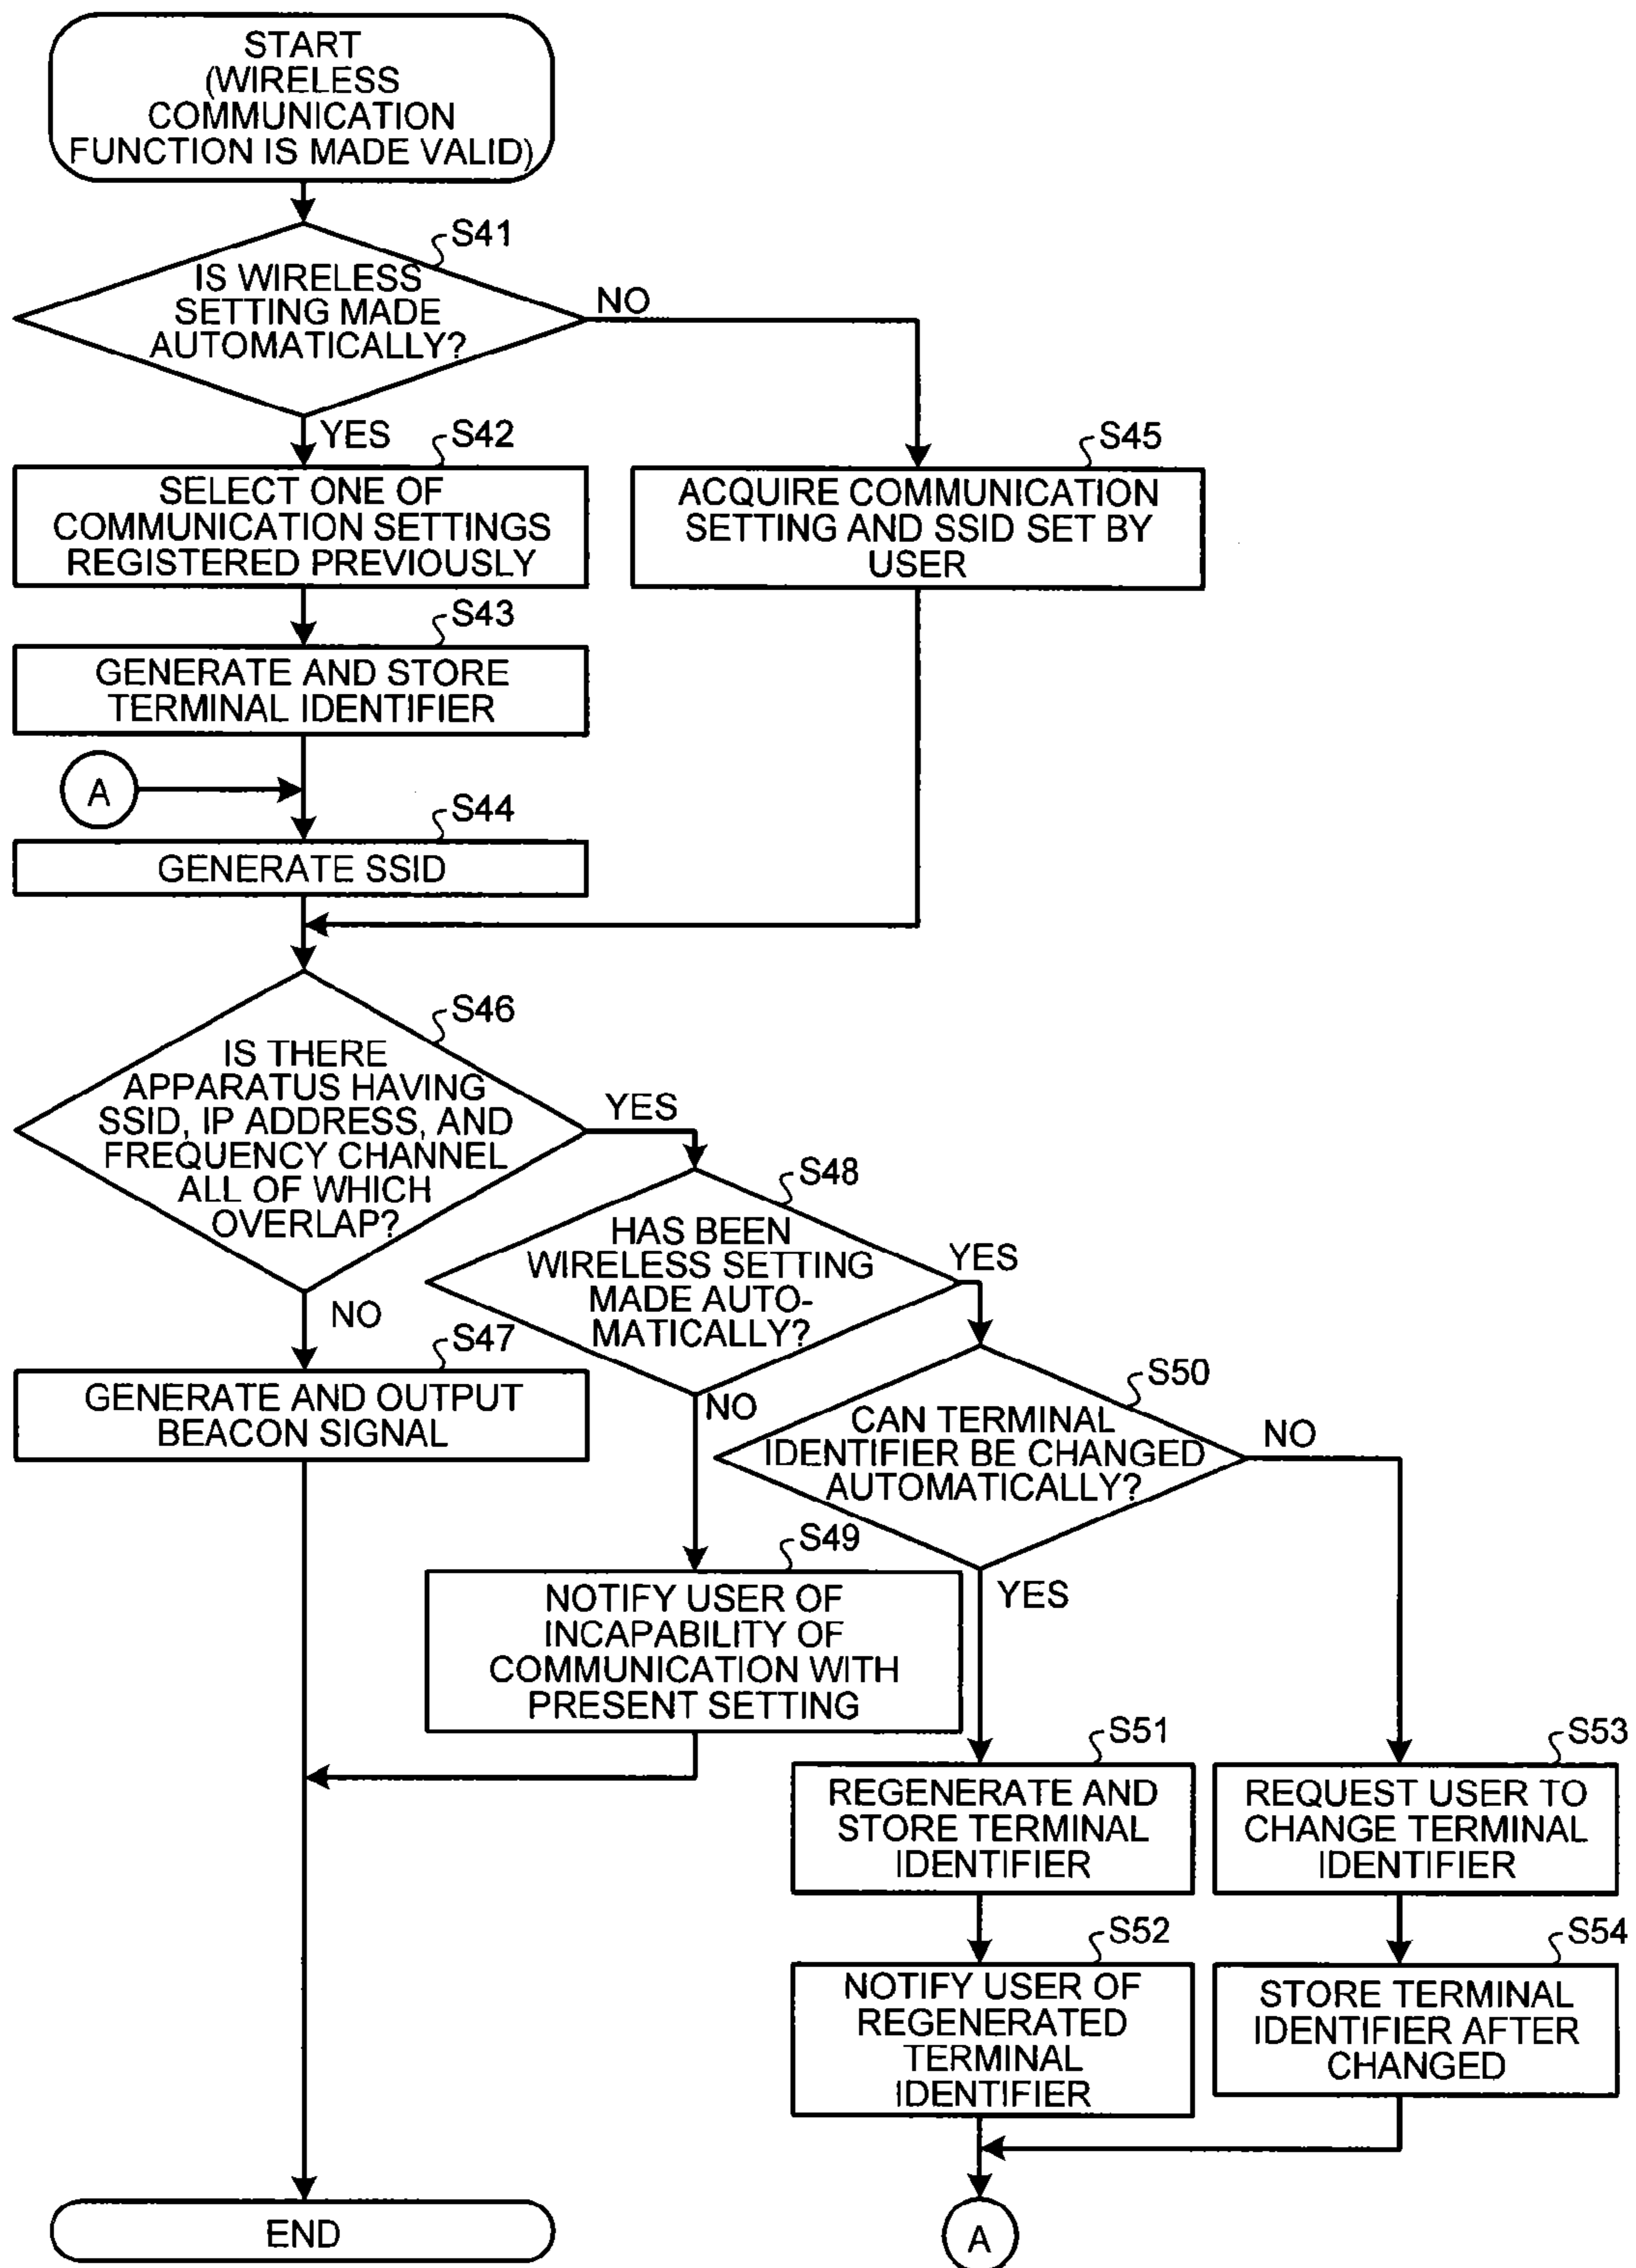 START
(WIRELESS
COMMUNICATION
FUNCTION IS MADE VALID)
S41
IS WIRELESS
SETTING MADE
AUTOMATICALLY?
NO
YES
S42
SELECT ONE OF
COMMUNICATION SETTINGS
REGISTERED PREVIOUSLY
S45
ACQUIRE COMMUNICATION
SETTING AND SSID SET BY
USER
S43
GENERATE AND STORE
TERMINAL IDENTIFIER
A
S44
GENERATE SSID
S46
IS THERE
APPARATUS HAVING
SSID, IP ADDRESS, AND
FREQUENCY CHANNEL
ALL OF WHICH
OVERLAP?
YES
NO
S47
GENERATE AND OUTPUT
BEACON SIGNAL
S48
HAS BEEN
WIRELESS SETTING
MADE AUTO-
MATICALLY?
YES
NO
S49
NOTIFY USER OF
INCAPABILITY OF
COMMUNICATION WITH
PRESENT SETTING
S50
CAN TERMINAL
IDENTIFIER BE CHANGED
AUTOMATICALLY?
NO
YES
S51
REGENERATE AND
STORE TERMINAL
IDENTIFIER
S53
REQUEST USER TO
CHANGE TERMINAL
IDENTIFIER
S52
NOTIFY USER OF
REGENERATED
TERMINAL
IDENTIFIER
S54
STORE TERMINAL
IDENTIFIER AFTER
CHANGED
END
A